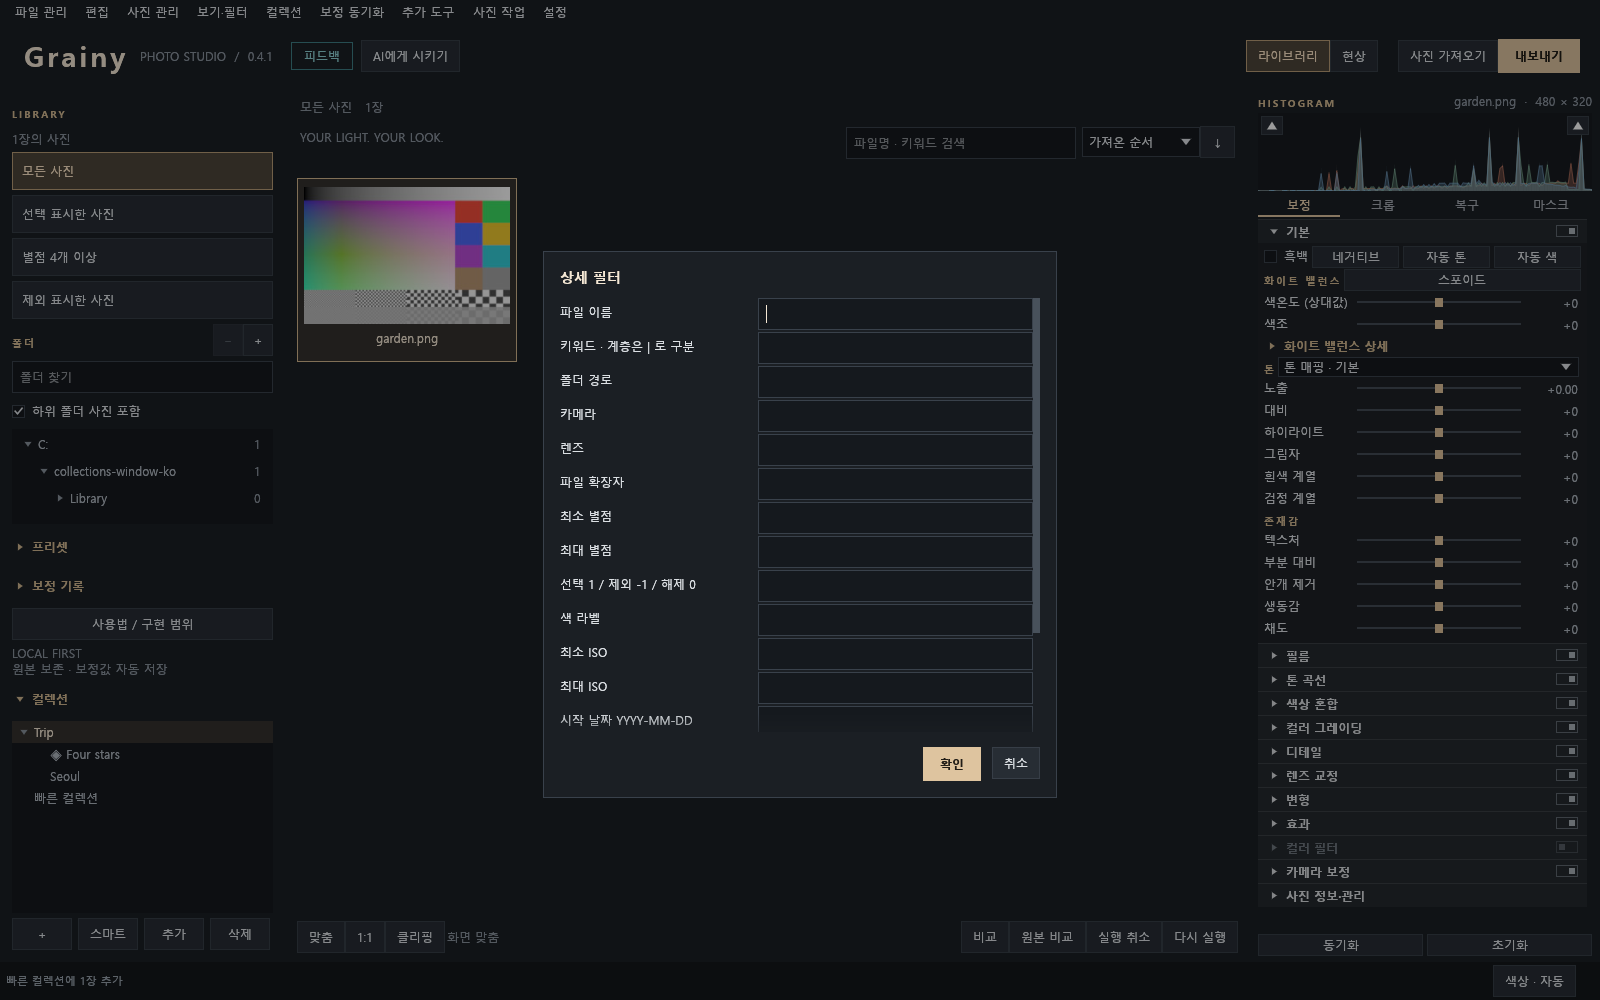 파일 관리 편집 사진 관리 보기·필터 컬렉션 보정 동기화 추가 도구 사진 작업 설정
Grainy PHOTO STUDIO / 0.4.1 피드백 AI에게 시키기 라이브러리 현상 사진 가져오기 내보내기
LIBRARY
1장의 사진
모든 사진
선택 표시한 사진
별점 4개 이상
제외 표시한 사진
폴더 − +
폴더 찾기
하위 폴더 사진 포함
C: 1
collections-window-ko 1
Library 0
프리셋
보정 기록
사용법 / 구현 범위
LOCAL FIRST
원본 보존 · 보정값 자동 저장
컬렉션
Trip
Four stars
Seoul
빠른 컬렉션
+ 스마트 추가 삭제
빠른 컬렉션에 1장 추가
모든 사진 1장
YOUR LIGHT. YOUR LOOK.
파일명 · 키워드 검색 가져온 순서 ↓
garden.png
상세 필터
파일 이름
키워드 · 계층은 | 로 구분
폴더 경로
카메라
렌즈
파일 확장자
최소 별점
최대 별점
선택 1 / 제외 -1 / 해제 0
색 라벨
최소 ISO
최대 ISO
시작 날짜 YYYY-MM-DD
확인 취소
맞춤 1:1 클리핑 화면 맞춤 비교 원본 비교 실행 취소 다시 실행
HISTOGRAM garden.png · 480 × 320
보정 크롭 복구 마스크
기본
흑백 네거티브 자동 톤 자동 색
화이트 밸런스 스포이드
색온도 (상대값) +0
색조 +0
화이트 밸런스 상세
톤 톤 매핑 · 기본
노출 +0.00
대비 +0
하이라이트 +0
그림자 +0
흰색 계열 +0
검정 계열 +0
존재감
텍스처 +0
부분 대비 +0
안개 제거 +0
생동감 +0
채도 +0
필름
톤 곡선
색상 혼합
컬러 그레이딩
디테일
렌즈 교정
변형
효과
컬러 필터
카메라 보정
사진 정보·관리
동기화 초기화
색상 · 자동